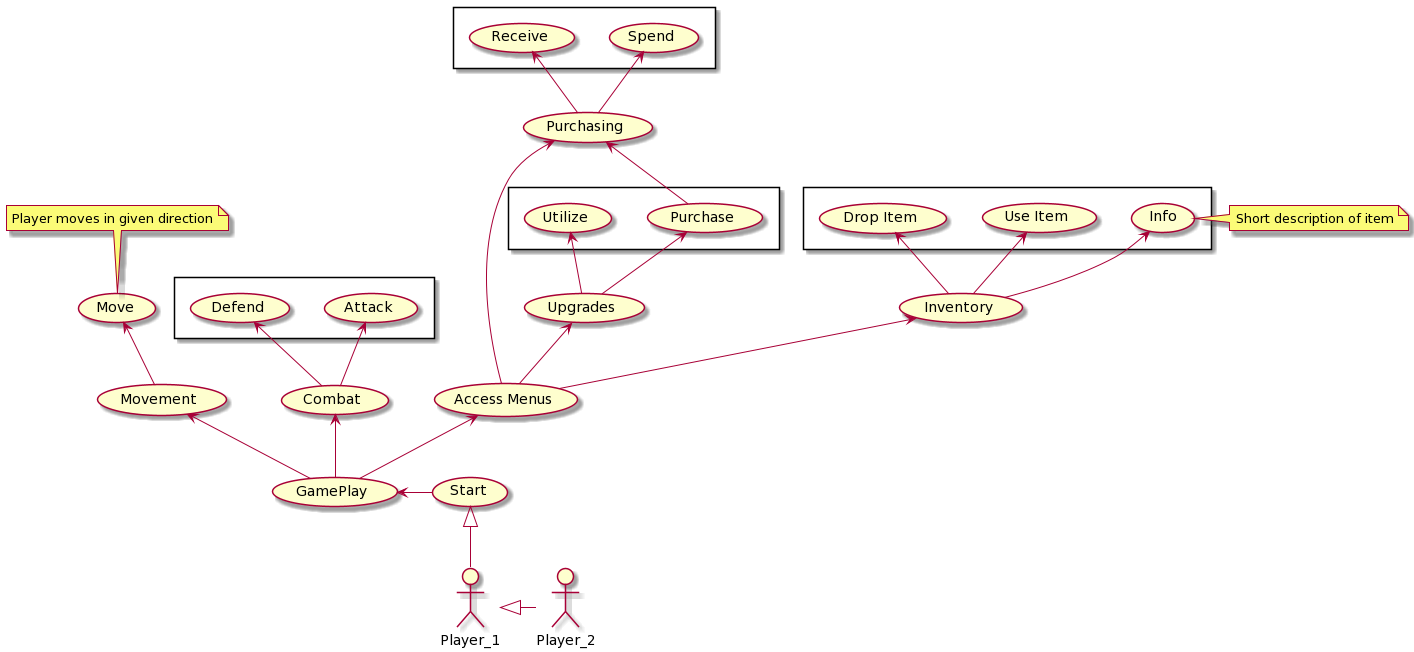 Receive
Spend
Purchasing
Player moves in given direction
Utilize
Purchase
Drop Item
Use Item
Info
Short description of item
Move
Defend
Attack
Upgrades
Inventory
Movement
Combat
Access Menus
GamePlay
Start
Player_1
Player_2